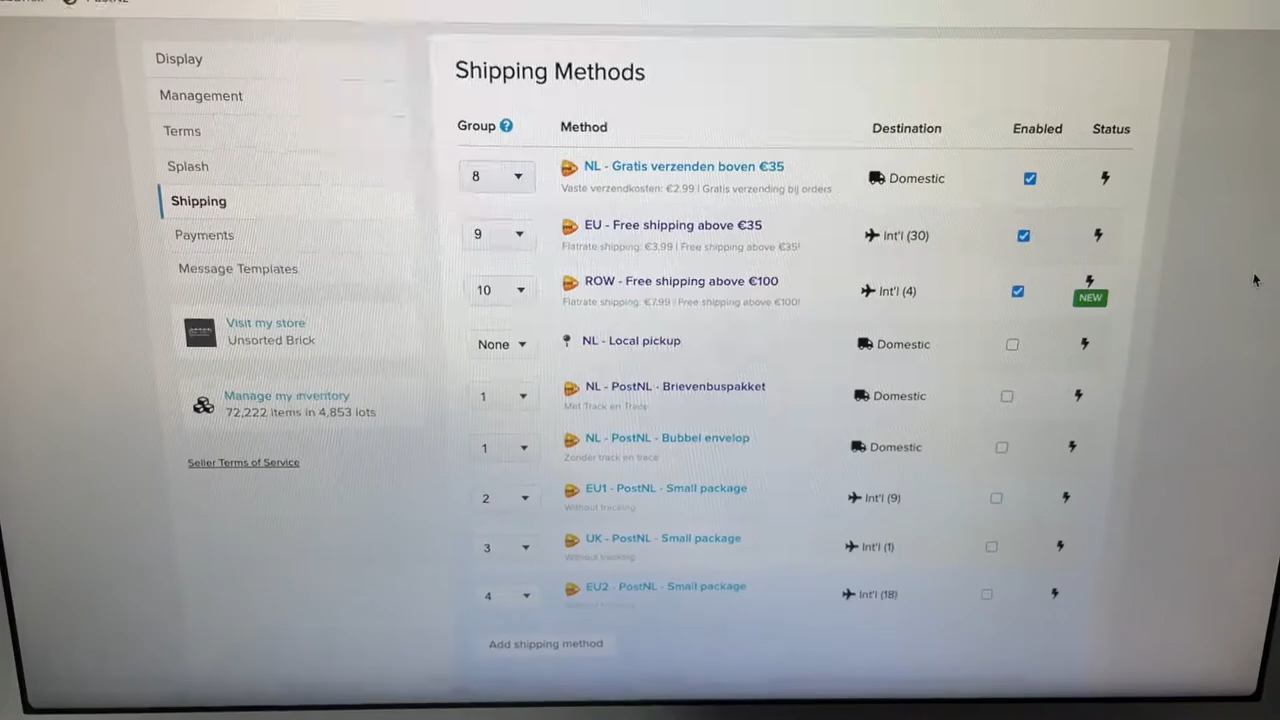 Display
Management
Terms
Splash
Shipping
Payments
Message Templates
Visit my store
Unsorted Brick
Manage my inventory
72,222 items in 4,853 lots
Seller Terms of Service
Shipping Methods
Group ? Method Destination Enabled Status
8 NL - Gratis verzenden boven €35 Domestic
Vaste verzendkosten: €2.99 | Gratis verzending bij orders
9 EU - Free shipping above €35 Int'l (30)
Flatrate shipping: €3.99 | Free shipping above €35!
10 ROW - Free shipping above €100 Int'l (4)
Flatrate shipping: €7.99 | Free shipping above €100!
NEW
None NL - Local pickup Domestic
1 NL - PostNL - Brievenbuspakket Domestic
Met Track en Trace
1 NL - PostNL - Bubbel envelop Domestic
Zonder track en trace
2 EU1 - PostNL - Small package Int'l (9)
Without tracking
3 UK - PostNL - Small package Int'l (1)
Without tracking
4 EU2 - PostNL - Small package Int'l (18)
Add shipping method